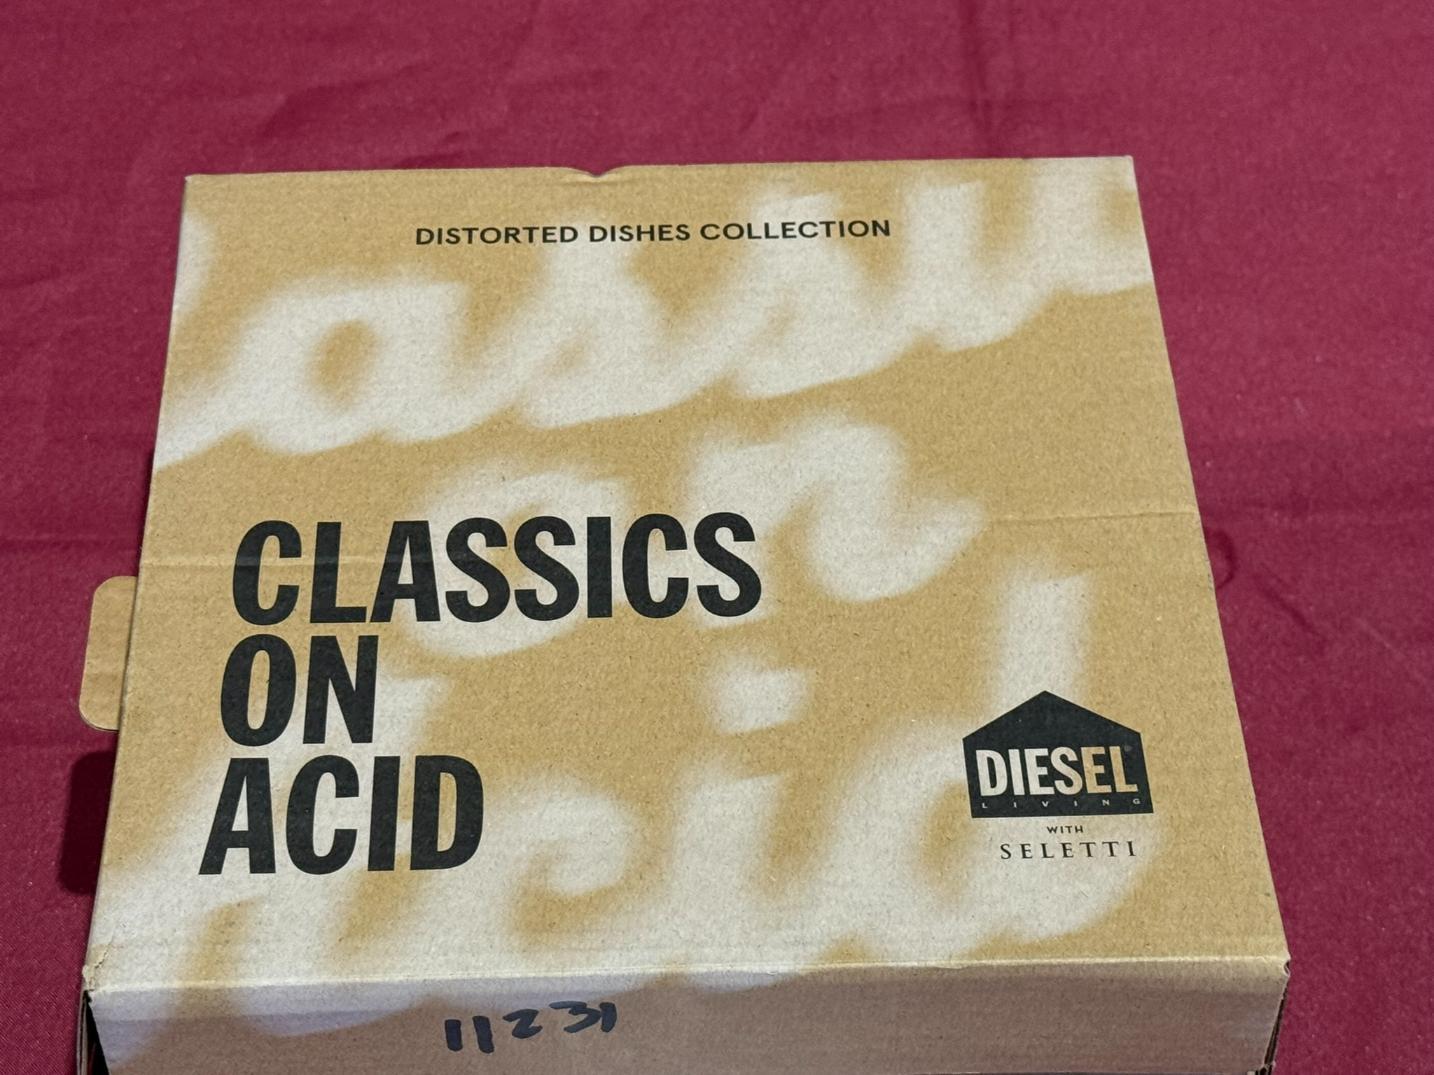 DISTORTED DISHES COLLECTION
CLASSICS
ON
ACID
DIESEL
LIVING
WITH
SELETTI
11231